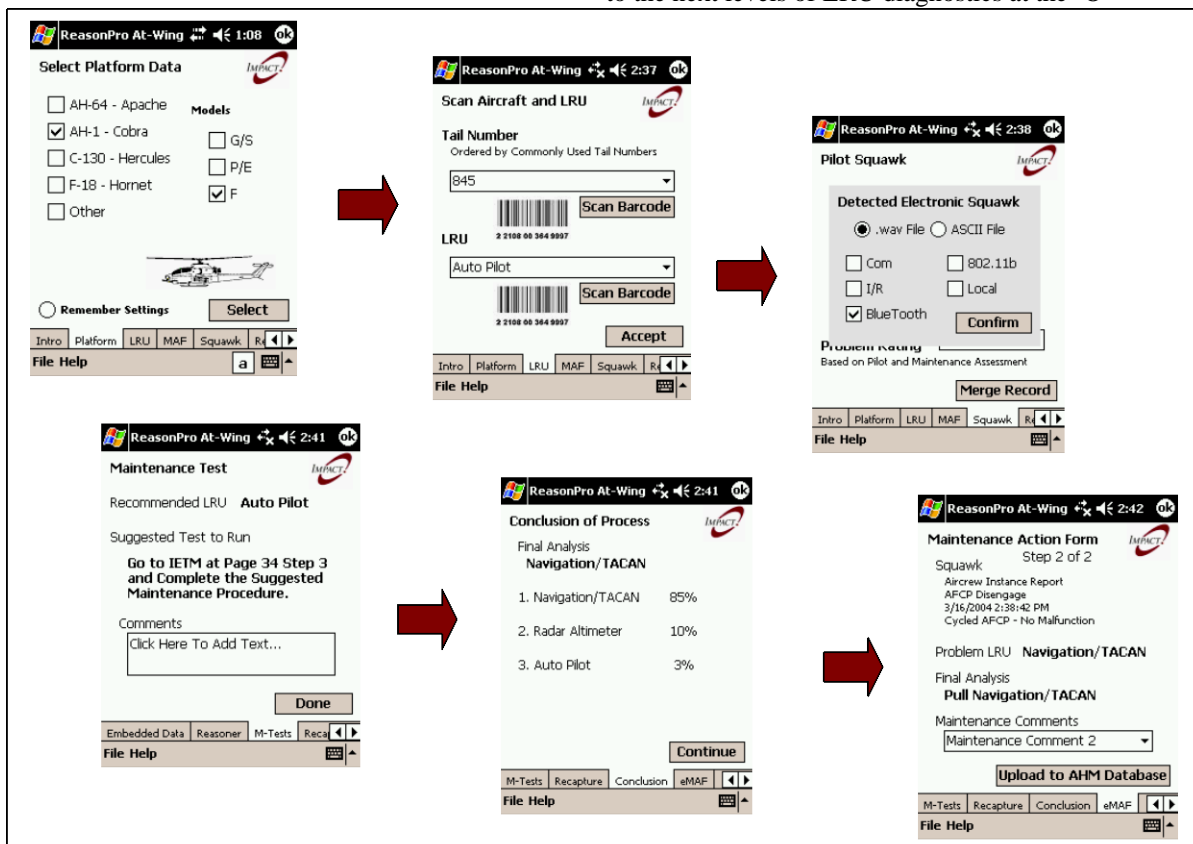 to the next levels of LRU diagnostics at the "O"
ReasonPro At-Wing 1:08 ok
Select Platform Data
IMPACT!
AH-64 - Apache
Models
AH-1 - Cobra
G/S
C-130 - Hercules
P/E
F-18 - Hornet
F
Other
Remember Settings
Select
Intro Platform LRU MAF Squawk
File Help
a
ReasonPro At-Wing 2:37 ok
Scan Aircraft and LRU
IMPACT!
Tail Number
Ordered by Commonly Used Tail Numbers
845
Scan Barcode
2 2108 00 364 9997
LRU
Auto Pilot
Scan Barcode
2 2108 00 364 9997
Accept
Intro Platform LRU MAF Squawk
File Help
ReasonPro At-Wing 2:38 ok
Pilot Squawk
IMPACT!
Detected Electronic Squawk
.wav File ASCII File
Com 802.11b
I/R Local
BlueTooth
Confirm
Problem Rating
Based on Pilot and Maintenance Assessment
Merge Record
Intro Platform LRU MAF Squawk
File Help
ReasonPro At-Wing 2:41 ok
Maintenance Test
IMPACT!
Recommended LRU Auto Pilot
Suggested Test to Run
Go to IETM at Page 34 Step 3
and Complete the Suggested
Maintenance Procedure.
Comments
Click Here To Add Text...
Done
Embedded Data Reasoner M-Tests Recap
File Help
ReasonPro At-Wing 2:41 ok
Conclusion of Process
IMPACT!
Final Analysis
Navigation/TACAN
1. Navigation/TACAN 85%
2. Radar Altimeter 10%
3. Auto Pilot 3%
Continue
M-Tests Recapture Conclusion eMAF
File Help
ReasonPro At-Wing 2:42 ok
Maintenance Action Form
IMPACT!
Step 2 of 2
Squawk
Aircrew Instance Report
AFCP Disengage
3/16/2004 2:38:42 PM
Cycled AFCP - No Malfunction
Problem LRU Navigation/TACAN
Final Analysis
Pull Navigation/TACAN
Maintenance Comments
Maintenance Comment 2
Upload to AHM Database
M-Tests Recapture Conclusion eMAF
File Help